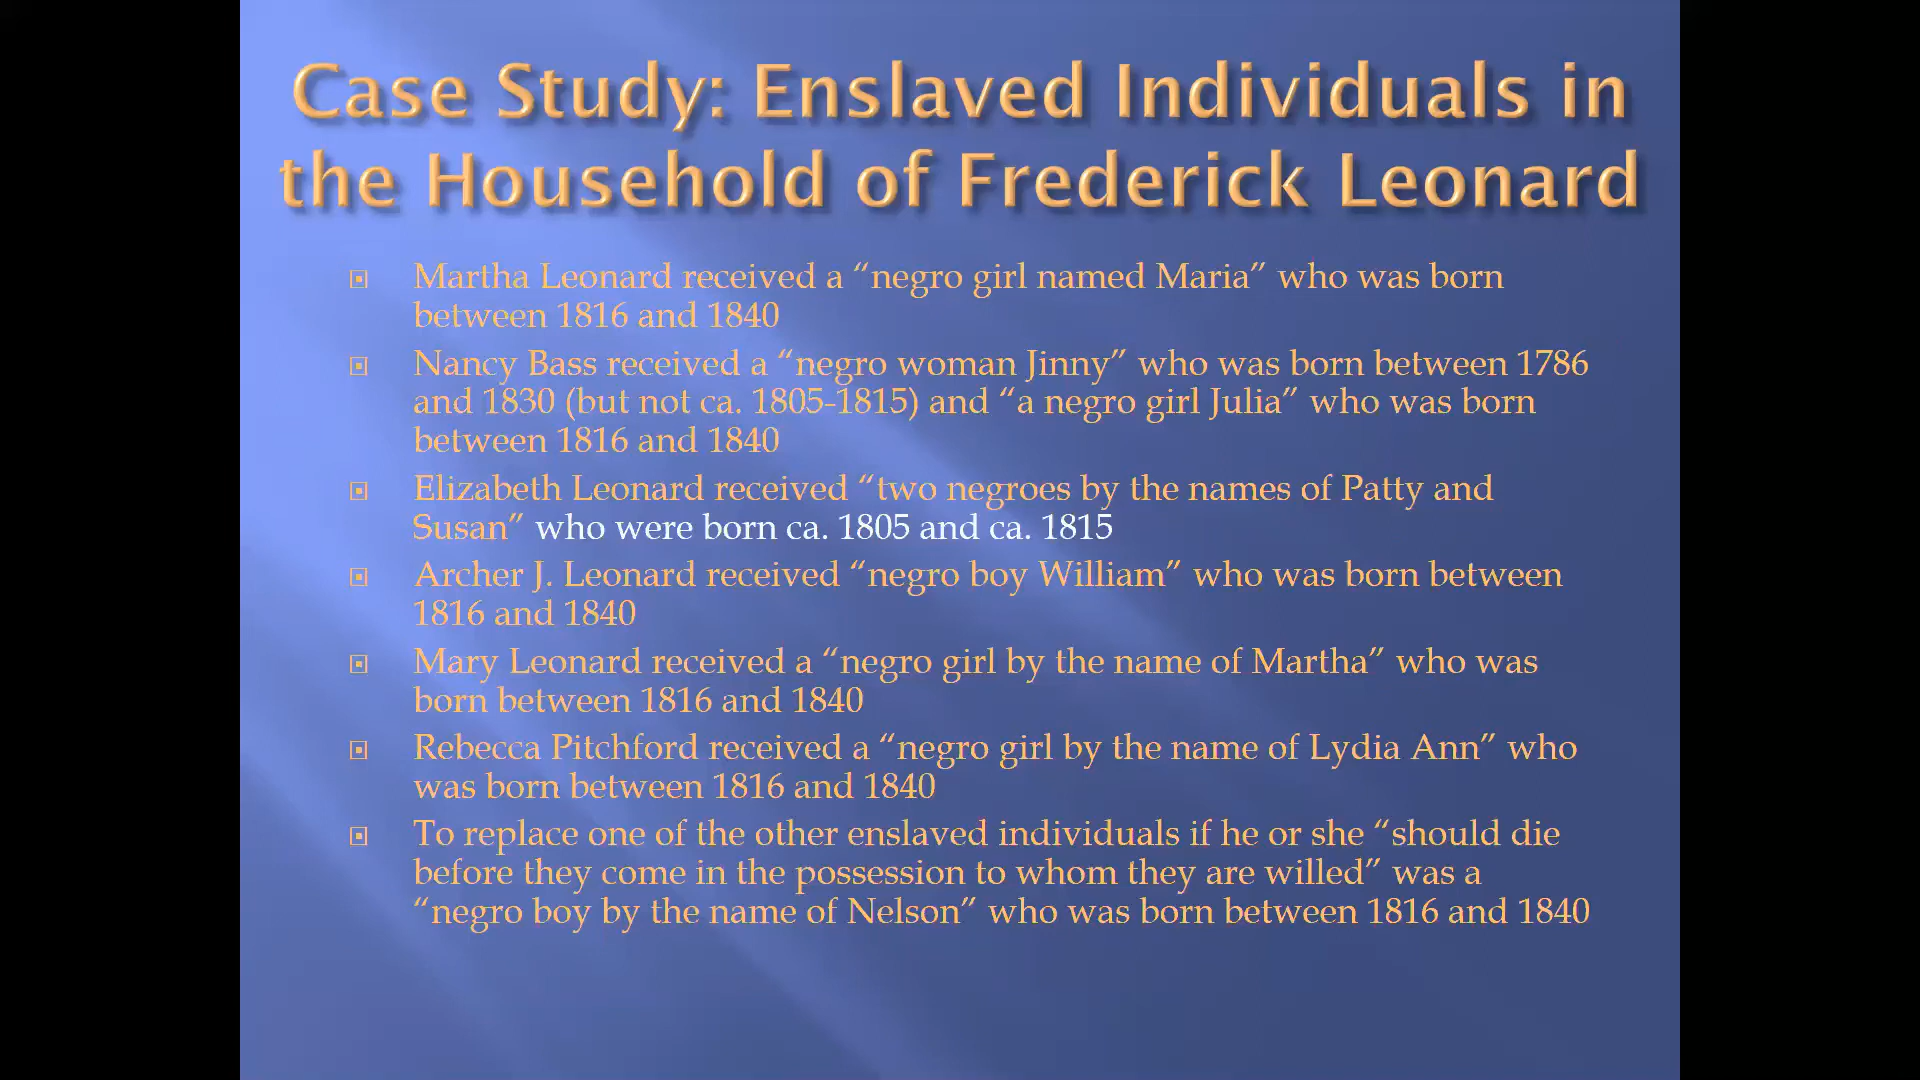 Case Study: Enslaved Individuals in
the Household of Frederick Leonard
Martha Leonard received a “negro girl named Maria” who was born
between 1816 and 1840
Nancy Bass received a “negro woman Jinny” who was born between 1786
and 1830 (but not ca. 1805-1815) and “a negro girl Julia” who was born
between 1816 and 1840
Elizabeth Leonard received “two negroes by the names of Patty and
Susan” who were born ca. 1805 and ca. 1815
Archer J. Leonard received “negro boy William” who was born between
1816 and 1840
Mary Leonard received a “negro girl by the name of Martha” who was
born between 1816 and 1840
Rebecca Pitchford received a “negro girl by the name of Lydia Ann” who
was born between 1816 and 1840
To replace one of the other enslaved individuals if he or she “should die
before they come in the possession to whom they are willed” was a
“negro boy by the name of Nelson” who was born between 1816 and 1840